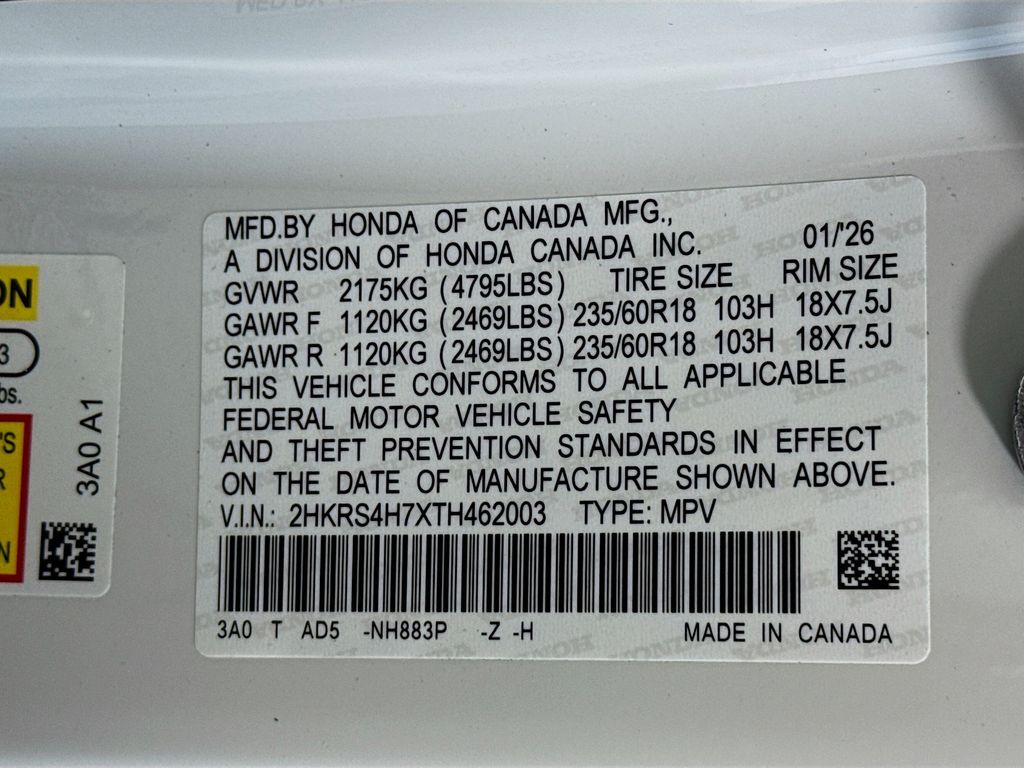 MFD.BY HONDA OF CANADA MFG.,
A DIVISION OF HONDA CANADA INC. 01/'26
GVWR 2175KG (4795LBS) TIRE SIZE RIM SIZE
GAWR F 1120KG (2469LBS) 235/60R18 103H 18X7.5J
GAWR R 1120KG (2469LBS) 235/60R18 103H 18X7.5J
THIS VEHICLE CONFORMS TO ALL APPLICABLE
FEDERAL MOTOR VEHICLE SAFETY
AND THEFT PREVENTION STANDARDS IN EFFECT
ON THE DATE OF MANUFACTURE SHOWN ABOVE.
V.I.N.: 2HKRS4H7XTH462003 TYPE: MPV
3A0 T AD5 -NH883P -Z -H MADE IN CANADA
3A0 A1